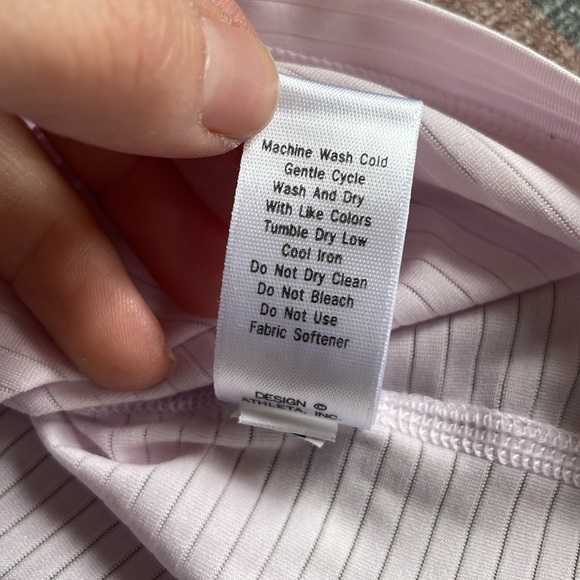 Machine Wash Cold
Gentle Cycle
Wash And Dry
With Like Colors
Tumble Dry Low
Cool Iron
Do Not Dry Clean
Do Not Bleach
Do Not Use
Fabric Softener
DESIGN ©
ATHLETA, INC.